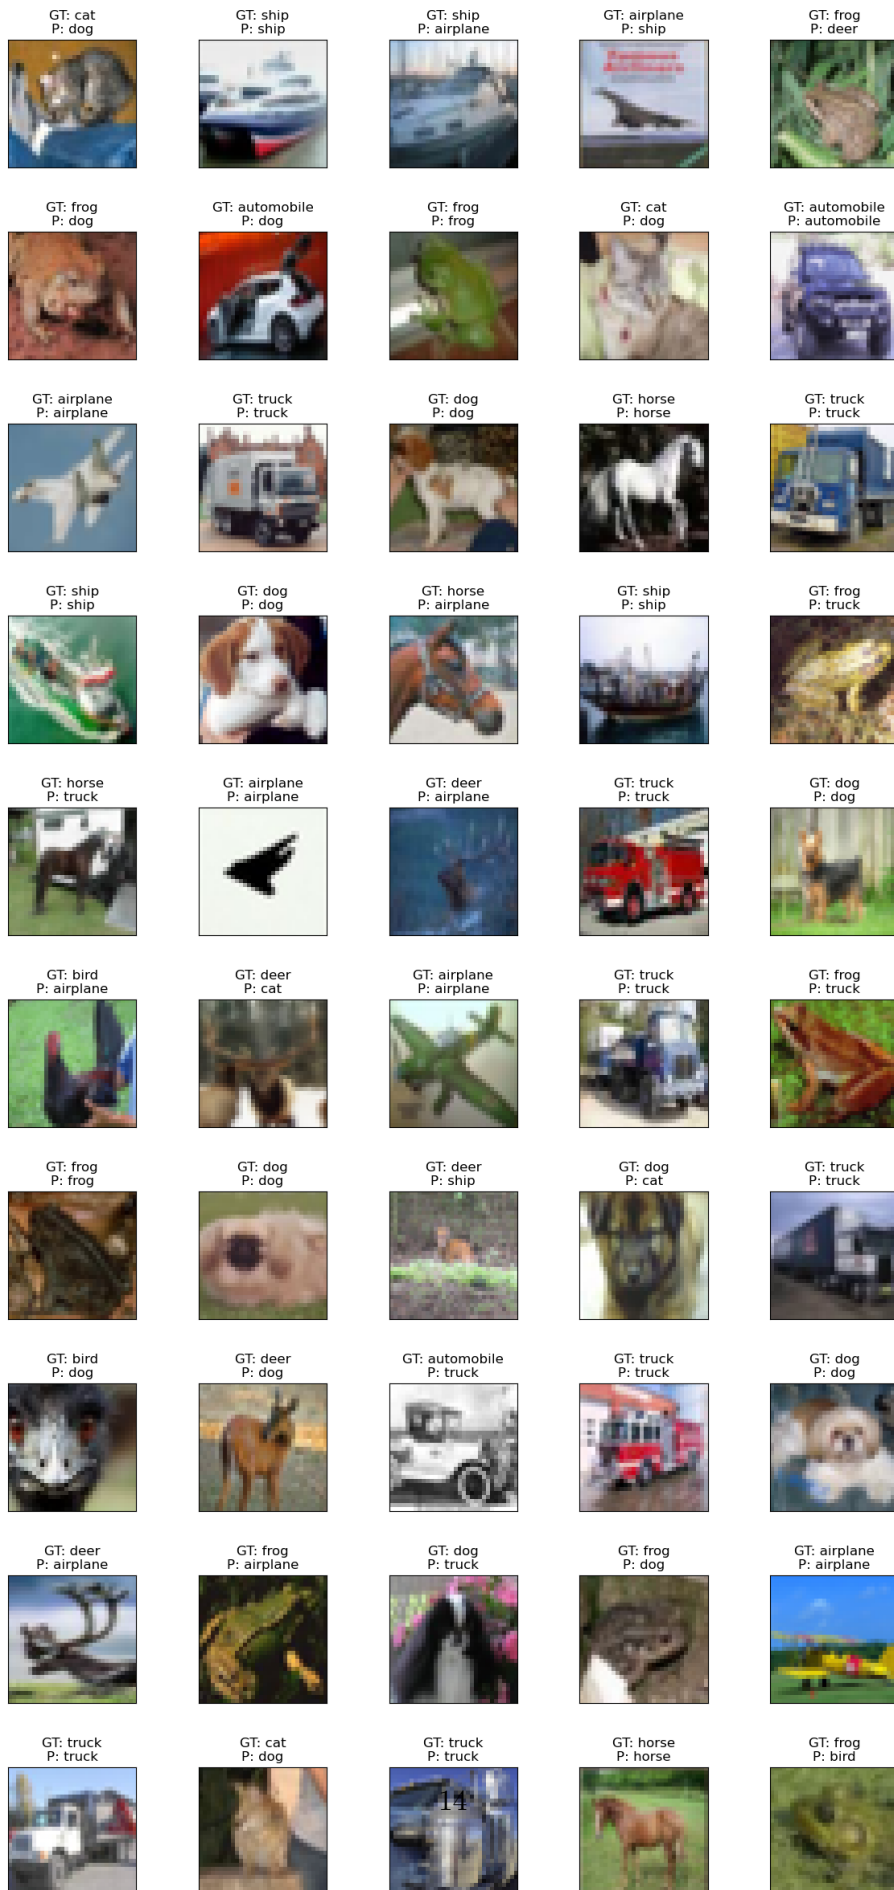 GT: cat
P: dog
GT: ship
P: ship
GT: ship
P: airplane
GT: airplane
P: ship
GT: frog
P: deer
GT: frog
P: dog
GT: automobile
P: dog
GT: frog
P: frog
GT: cat
P: dog
GT: automobile
P: automobile
GT: airplane
P: airplane
GT: truck
P: truck
GT: dog
P: dog
GT: horse
P: horse
GT: truck
P: truck
GT: ship
P: ship
GT: dog
P: dog
GT: horse
P: airplane
GT: ship
P: ship
GT: frog
P: truck
GT: horse
P: truck
GT: airplane
P: airplane
GT: deer
P: airplane
GT: truck
P: truck
GT: dog
P: dog
GT: bird
P: airplane
GT: deer
P: cat
GT: airplane
P: airplane
GT: truck
P: truck
GT: frog
P: truck
GT: frog
P: frog
GT: dog
P: dog
GT: deer
P: ship
GT: dog
P: cat
GT: truck
P: truck
GT: bird
P: dog
GT: deer
P: dog
GT: automobile
P: truck
GT: truck
P: truck
GT: dog
P: dog
GT: deer
P: airplane
GT: frog
P: airplane
GT: dog
P: truck
GT: frog
P: dog
GT: airplane
P: airplane
GT: truck
P: truck
GT: cat
P: dog
GT: truck
P: truck
GT: horse
P: horse
GT: frog
P: bird
14